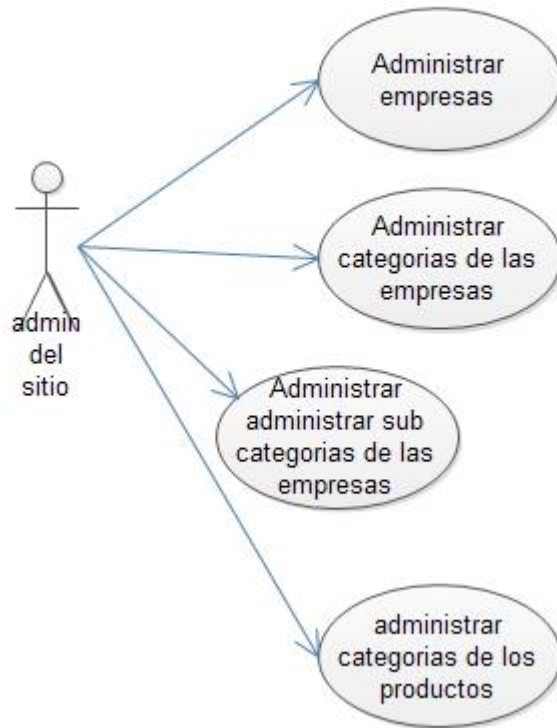 Administrar
empresas
Administrar
categorias de las
empresas
admin
del
sitio
Administrar
administrar sub
categorias de las
empresas
administrar
categorias de los
productos